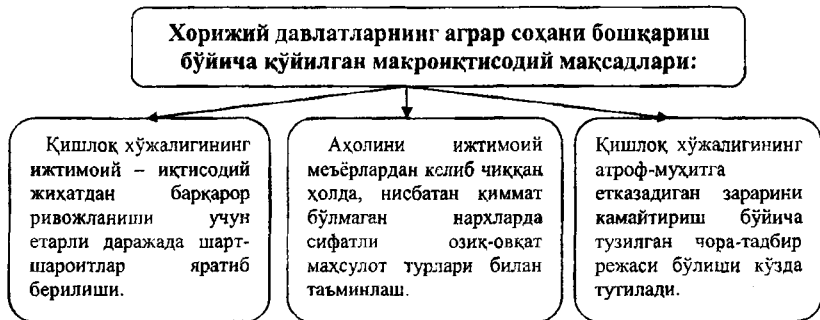 Хорижий давлатларнинг аграр соҳани бошқариш
бўйича қўйилган макроиқтисодий мақсадлари:
Қишлоқ хўжалигининг
ижтимоий – иқтисодий
жиҳатдан барқарор
ривожланиши учун
етарли даражада шарт-
шароитлар яратиб
берилиши.
Аҳолини ижтимоий
меъёрлардан келиб чиққан
ҳолда, нисбатан қиммат
бўлмаган нархларда
сифатли озиқ-овқат
маҳсулот турлари билан
таъминлаш.
Қишлоқ хўжалигининг
атроф-муҳитга
етказадиган зарарини
камайтириш бўйича
тузилган чора-тадбир
режаси бўлиши кўзда
тутилади.